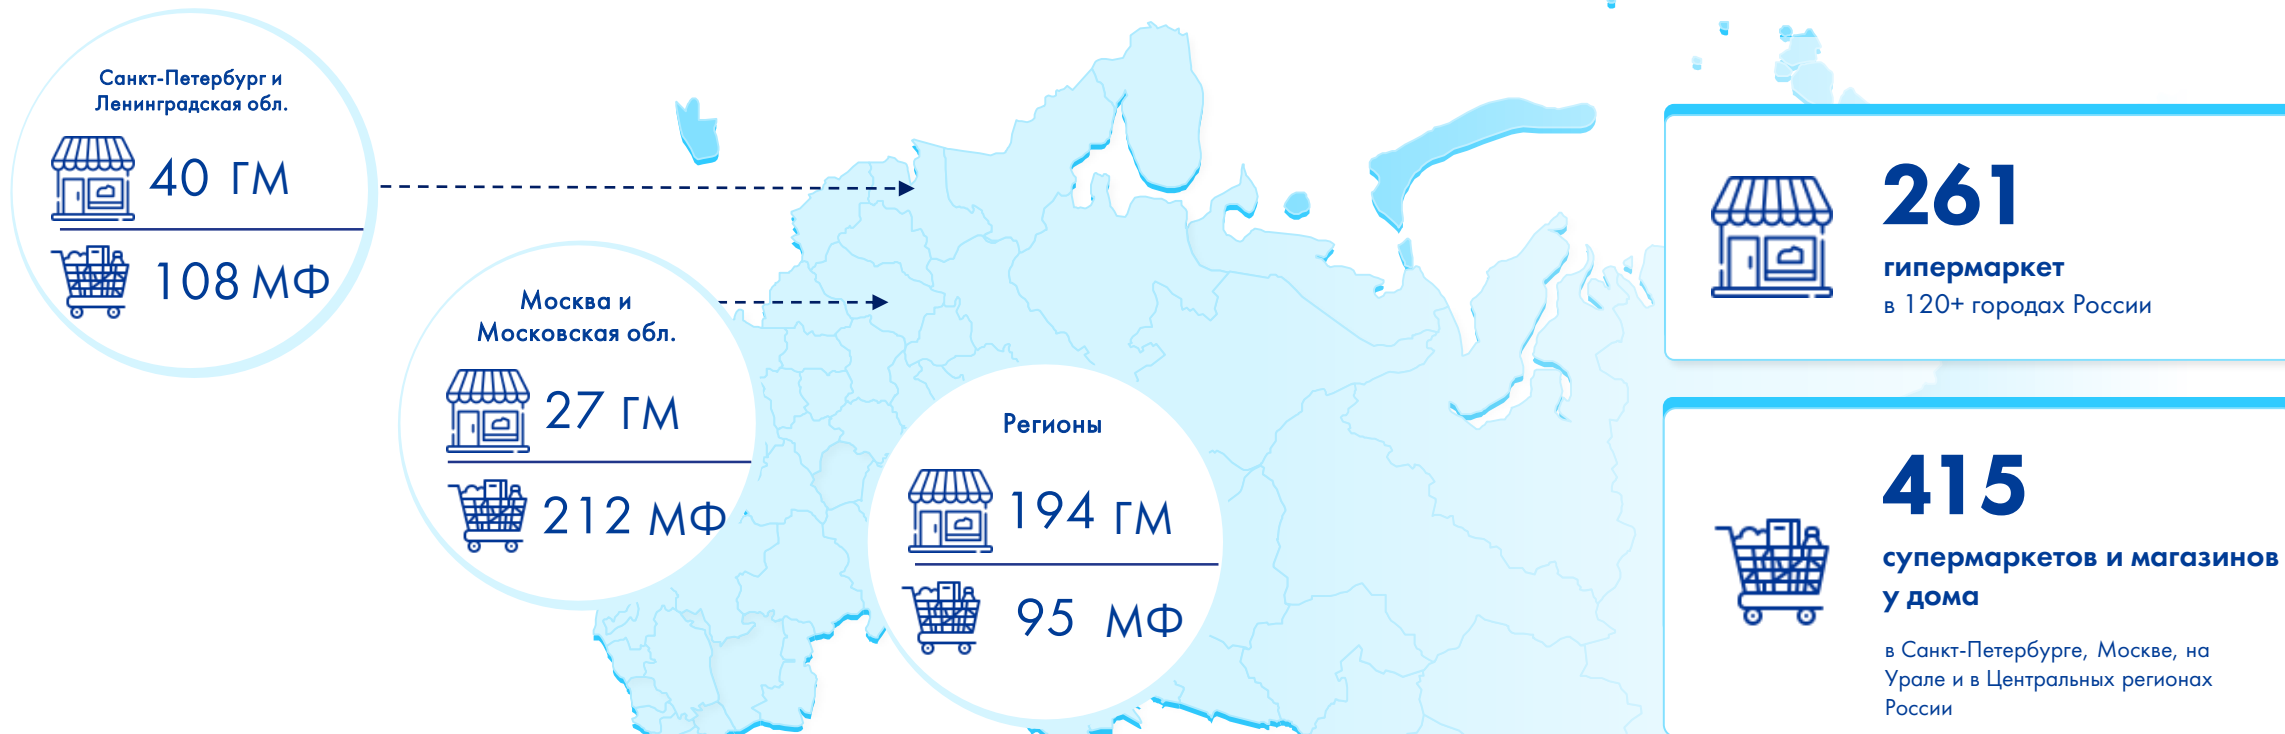 Санкт-Петербург и
Ленинградская обл.
40 ГМ
108 МФ
Москва и
Московская обл.
27 ГМ
212 МФ
Регионы
194 ГМ
95 МФ
261
гипермаркет
в 120+ городах России
415
супермаркетов и магазинов
у дома
в Санкт-Петербурге, Москве, на
Урале и в Центральных регионах
России